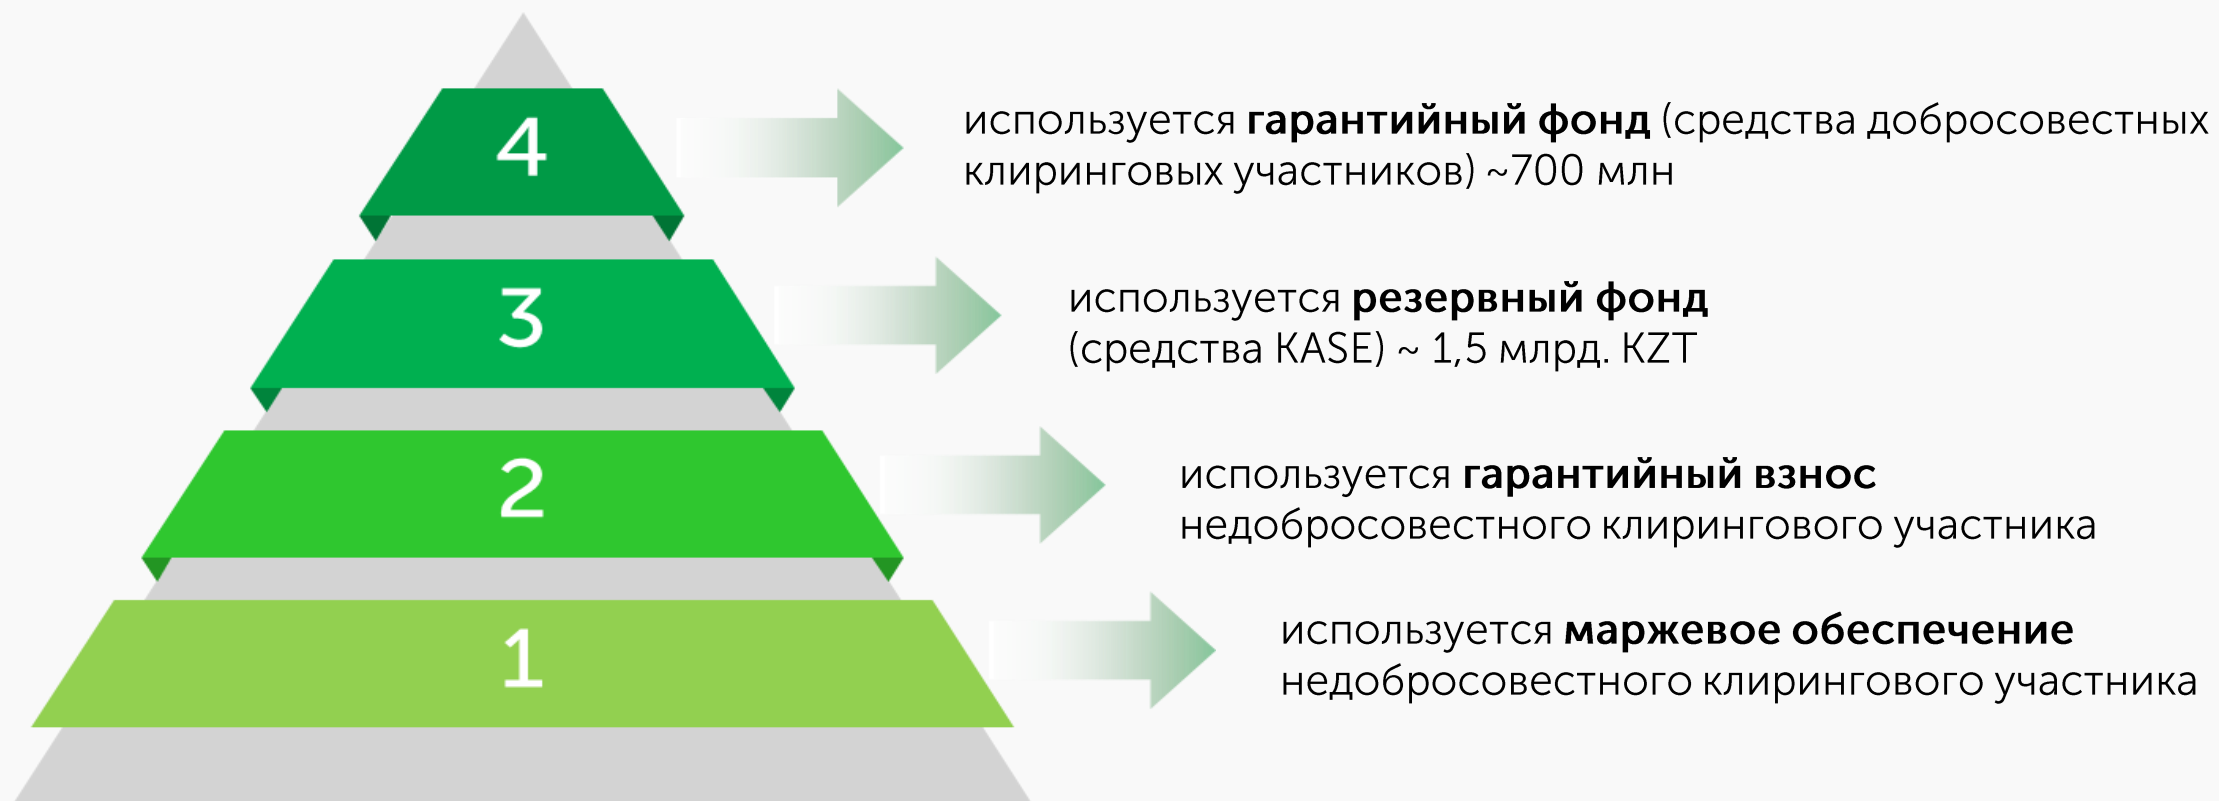 4
используется гарантийный фонд (средства добросовестных
клиринговых участников) ~700 млн
3
используется резервный фонд
(средства KASE) ~ 1,5 млрд. KZT
2
используется гарантийный взнос
недобросовестного клирингового участника
1
используется маржевое обеспечение
недобросовестного клирингового участника